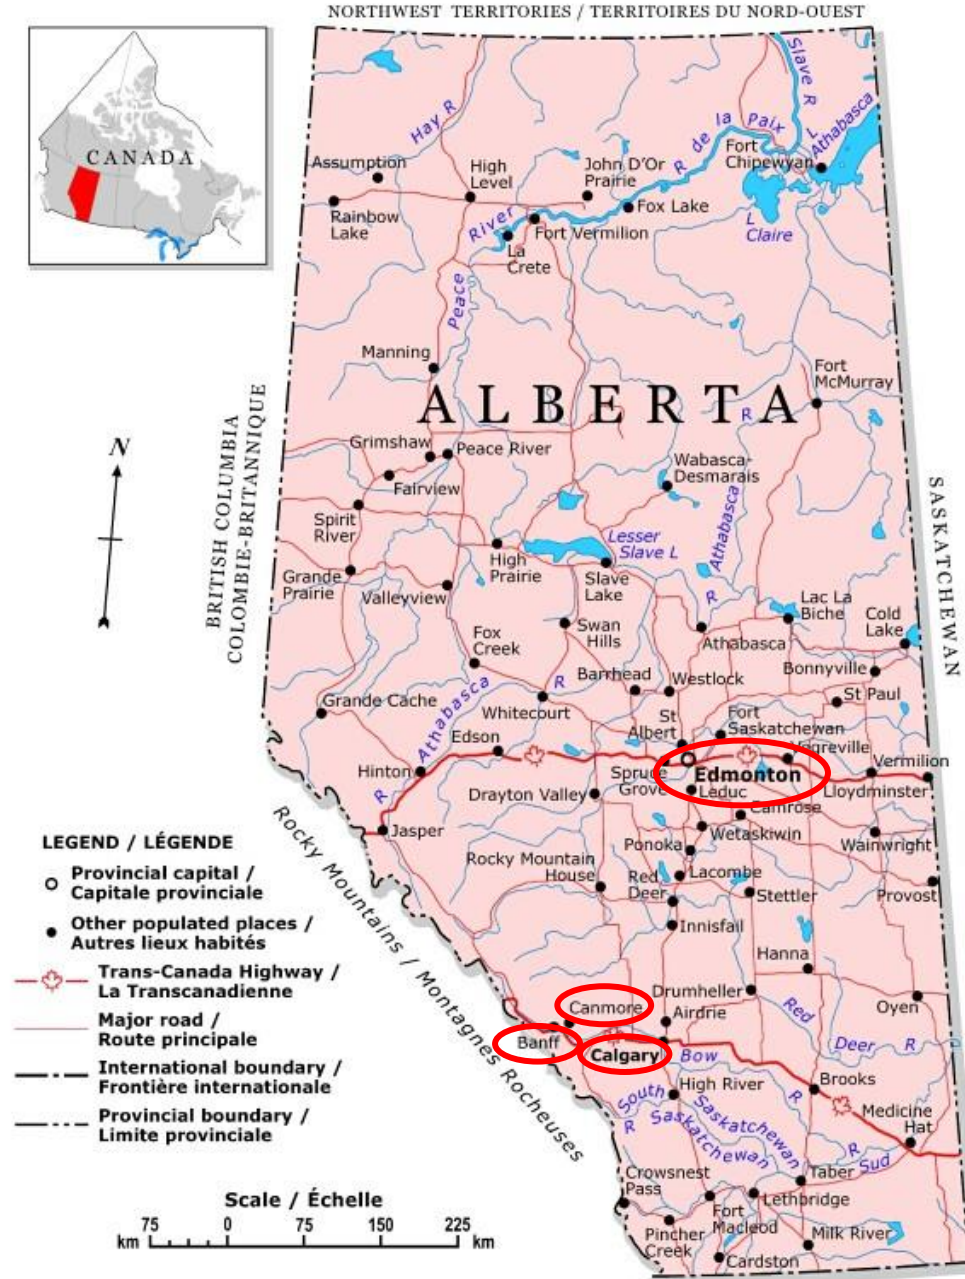 NORTHWEST TERRITORIES / TERRITOIRES DU NORD-OUEST
CANADA
Hay R
Slave R
L Athabasca
R de la Paix
Fort
Chipewyan
Assumption
High
Level
John D'Or
Prairie
Rainbow
Lake
River
Fort Vermilion
Fox Lake
L
Claire
La
Crete
Peace
Manning
Fort
McMurray
ALBERTA
BRITISH COLUMBIA
COLOMBIE-BRITANNIQUE
N
R
Grimshaw
Peace River
Wabasca-
Desmarais
Fairview
SASKATCHEWAN
Athabasca
Spirit
River
Lesser
Slave L
High
Prairie
Grande
Prairie
Valleyview
Slave
Lake
R
Lac La
Biche
Cold
Lake
Swan
Hills
Athabasca
Fox
Creek
Bonnyville
Barrhead
Westlock
Athabasca
R
St Paul
Grande Cache
Whitecourt
St
Albert
Fort
Saskatchewan
Edson
Vegreville
Hinton
Spruce
Grove
Edmonton
Vermilion
R
Drayton Valley
Leduc
Lloydminster
Camrose
Jasper
Wetaskiwin
Wainwright
Ponoka
Rocky Mountain
House
Red
Deer
Lacombe
Stettler
Provost
Rocky Mountains / Montagnes Rocheuses
Innisfail
Hanna
Drumheller
Canmore
Airdrie
Red
Oyen
Banff
Calgary
Bow
Deer R
High River
R
Brooks
South
Saskatchewan
R
Saskatchewan
Medicine
Hat
R
Sud
Taber
Crowsnest
Pass
Lethbridge
Fort
Macleod
Pincher
Creek
Milk River
Cardston
LEGEND / LÉGENDE
Provincial capital /
Capitale provinciale
Other populated places /
Autres lieux habités
Trans-Canada Highway /
La Transcanadienne
Major road /
Route principale
International boundary /
Frontière internationale
Provincial boundary /
Limite provinciale
Scale / Échelle
75 0 75 150 225
km km